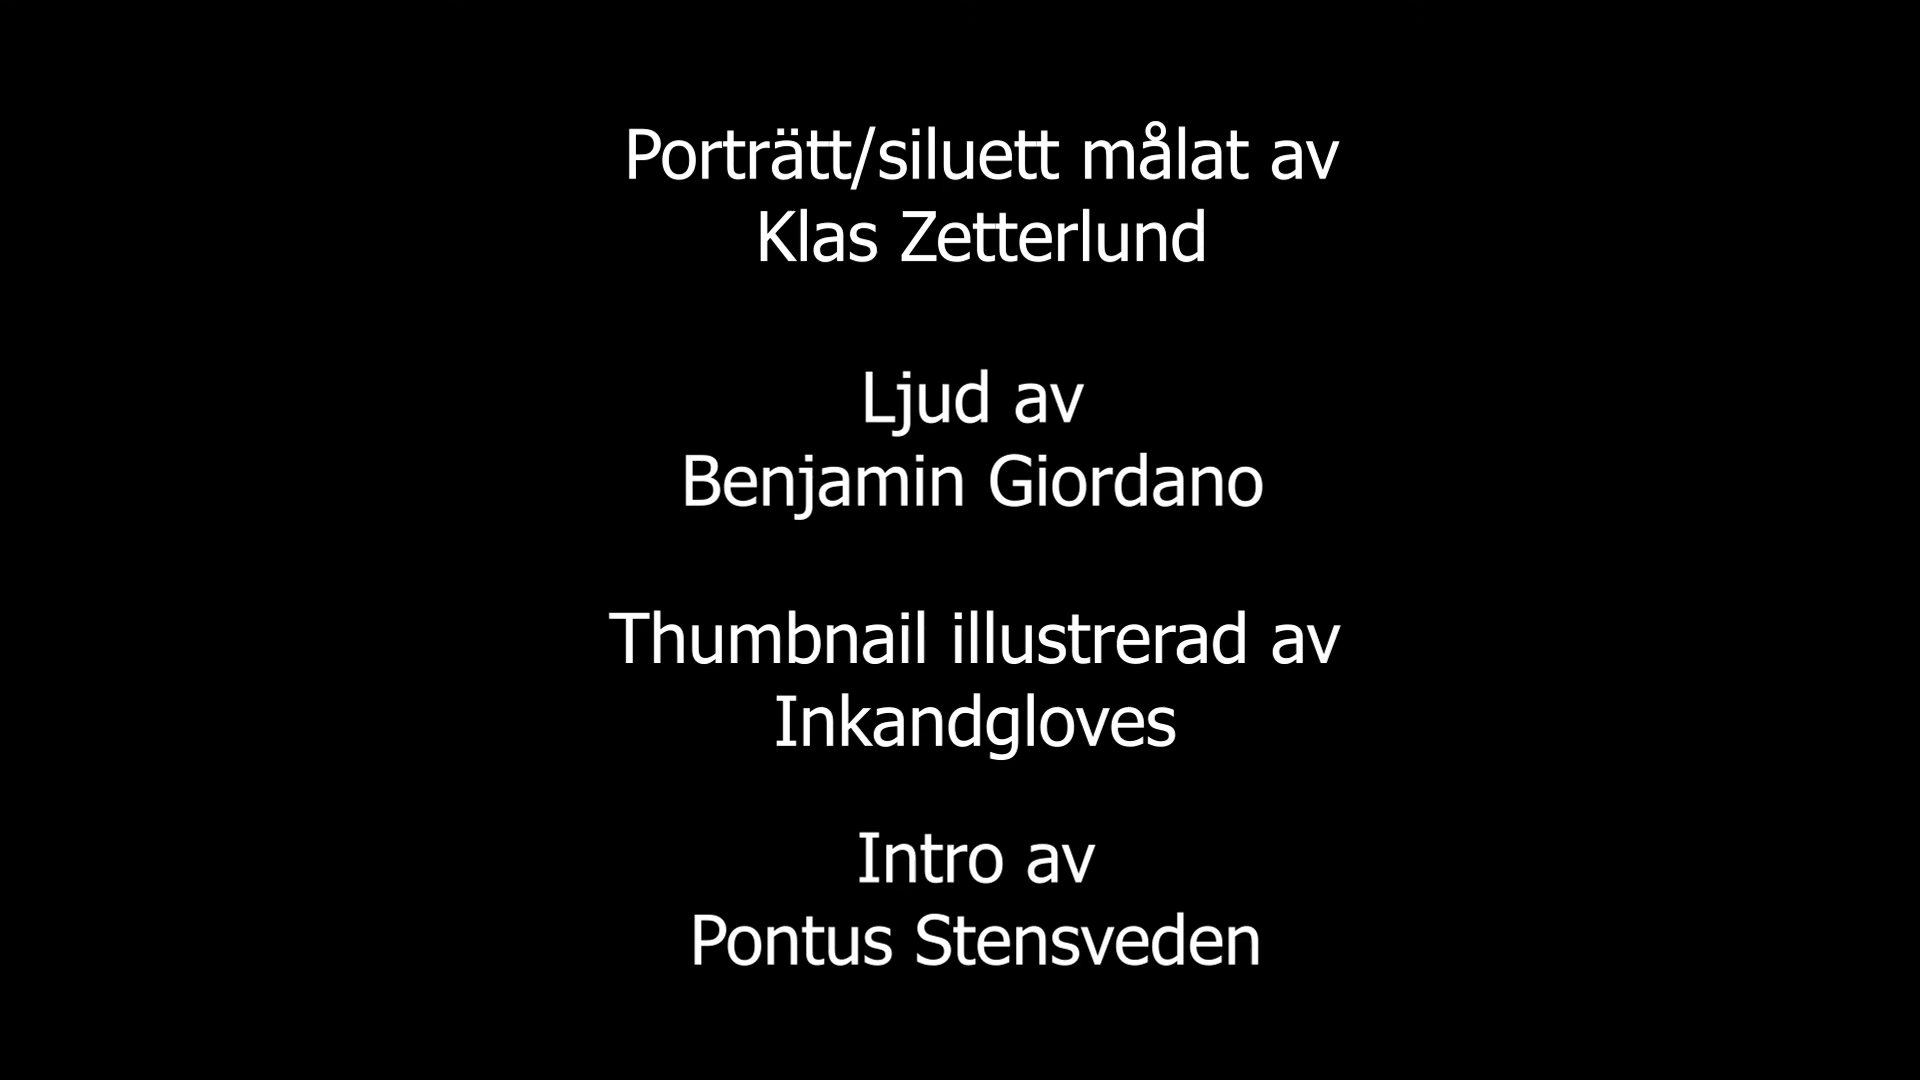 Porträtt/siluett målat av
Klas Zetterlund
Ljud av
Benjamin Giordano
Thumbnail illustrerad av
Inkandgloves
Intro av
Pontus Stensveden